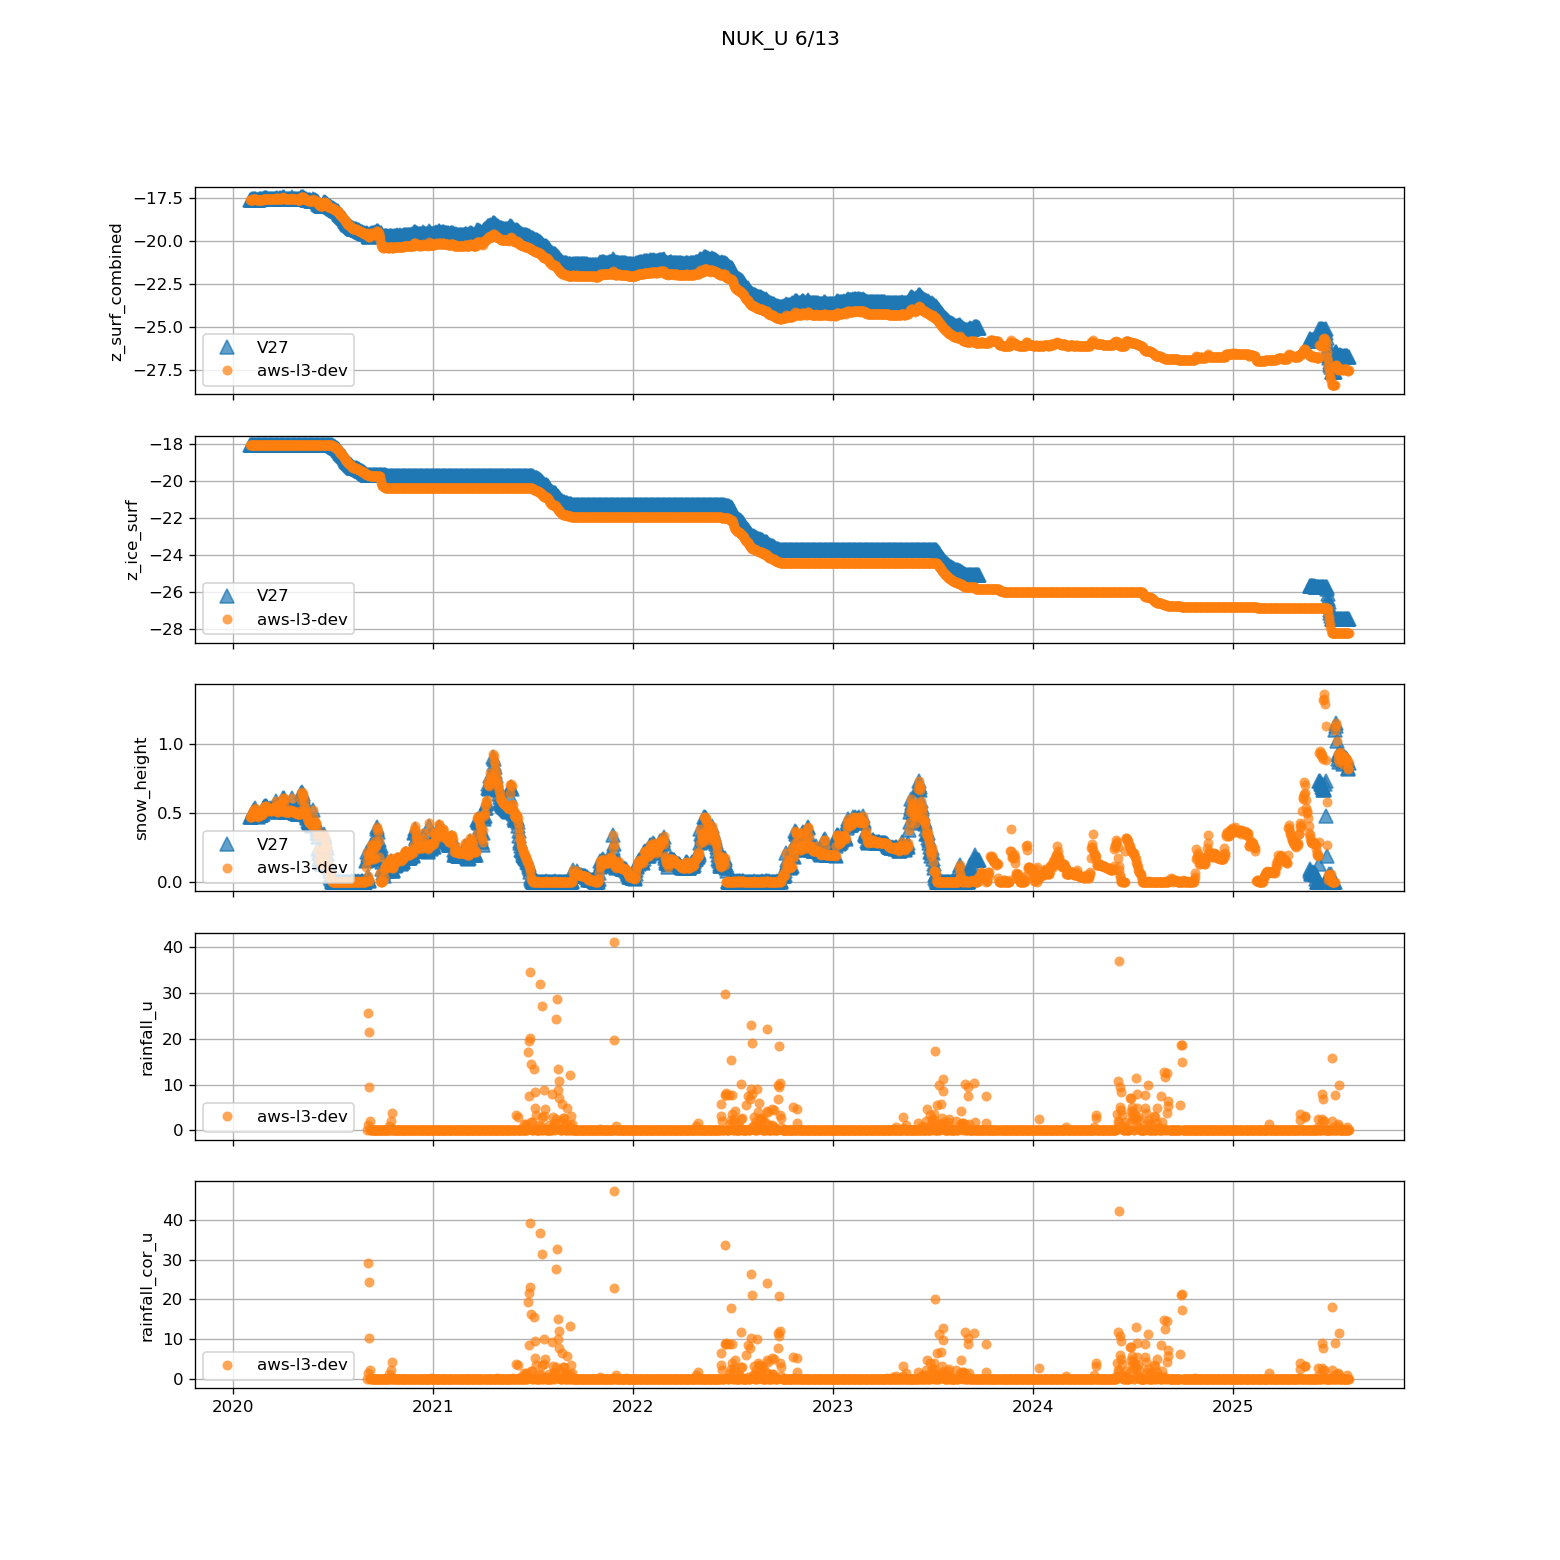 NUK_U 6/13
z_surf_combined
−17.5
−20.0
−22.5
−25.0
−27.5
V27
aws-l3-dev
z_ice_surf
−18
−20
−22
−24
−26
−28
V27
aws-l3-dev
snow_height
1.0
0.5
0.0
V27
aws-l3-dev
rainfall_u
40
30
20
10
0
aws-l3-dev
rainfall_cor_u
40
30
20
10
0
aws-l3-dev
2020 2021 2022 2023 2024 2025